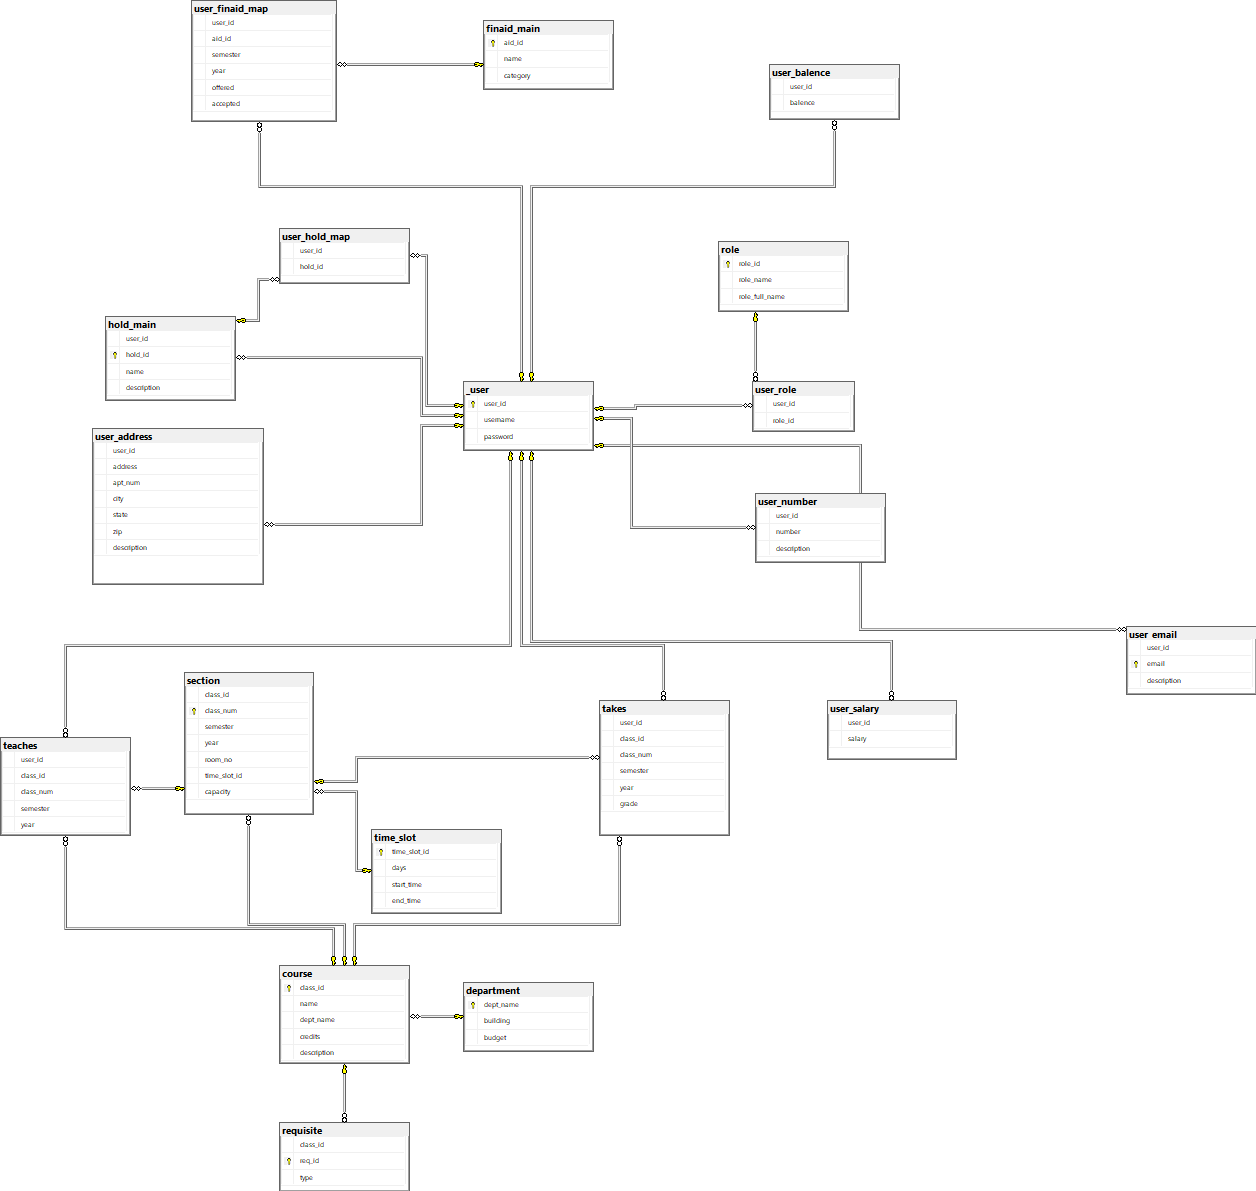 user_finaid_map
user_id
aid_id
semester
year
offered
accepted
finaid_main
aid_id
name
category
user_balence
user_id
balence
user_hold_map
user_id
hold_id
role
role_id
role_name
role_full_name
hold_main
user_id
hold_id
name
description
_user
user_id
username
password
user_role
user_id
role_id
user_address
user_id
address
apt_num
city
state
zip
description
user_number
user_id
number
description
user_email
user_id
email
description
section
class_id
class_num
semester
year
room_no
time_slot_id
capacity
takes
user_id
class_id
class_num
semester
year
grade
user_salary
user_id
salary
teaches
user_id
class_id
class_num
semester
year
time_slot
time_slot_id
days
start_time
end_time
course
class_id
name
dept_name
credits
description
department
dept_name
building
budget
requisite
class_id
req_id
type